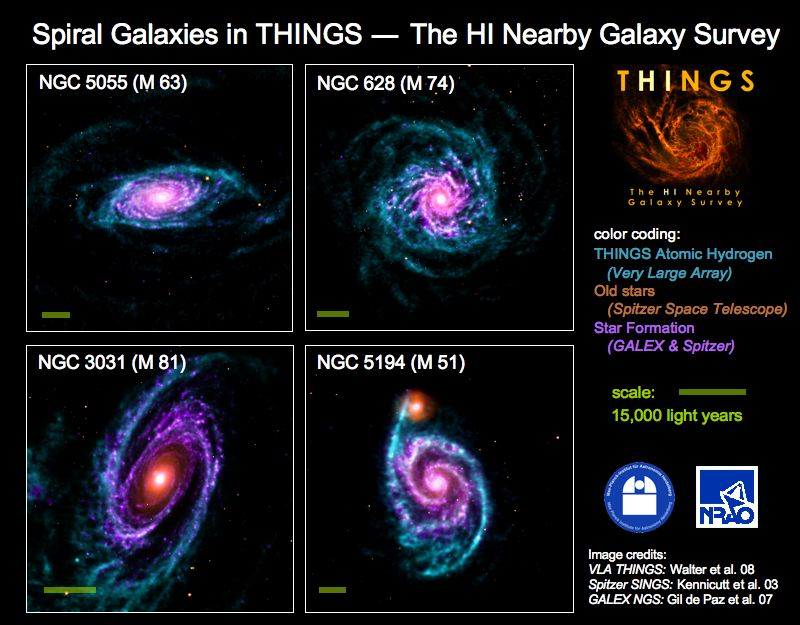 Spiral Galaxies in THINGS — The HI Nearby Galaxy Survey
NGC 5055 (M 63)
NGC 628 (M 74)
THINGS
The HI Nearby
Galaxy Survey
color coding:
THINGS Atomic Hydrogen
(Very Large Array)
Old stars
(Spitzer Space Telescope)
Star Formation
(GALEX & Spitzer)
NGC 3031 (M 81)
NGC 5194 (M 51)
scale:
15,000 light years
NRAO
Image credits:
VLA THINGS: Walter et al. 08
Spitzer SINGS: Kennicutt et al. 03
GALEX NGS: Gil de Paz et al. 07